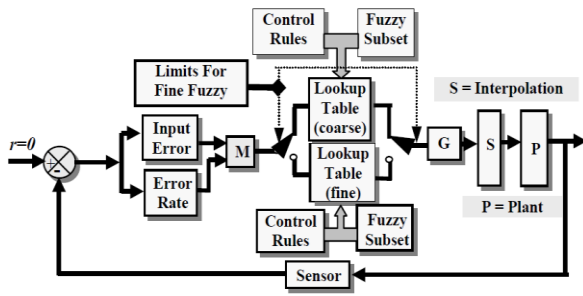 Control
Rules
Fuzzy
Subset
Limits For
Fine Fuzzy
Lookup
Table
(coarse)
S = Interpolation
r=0
+
-
Input
Error
M
G
S
P
Error
Rate
Lookup
Table
(fine)
Control
Rules
Fuzzy
Subset
P = Plant
Sensor